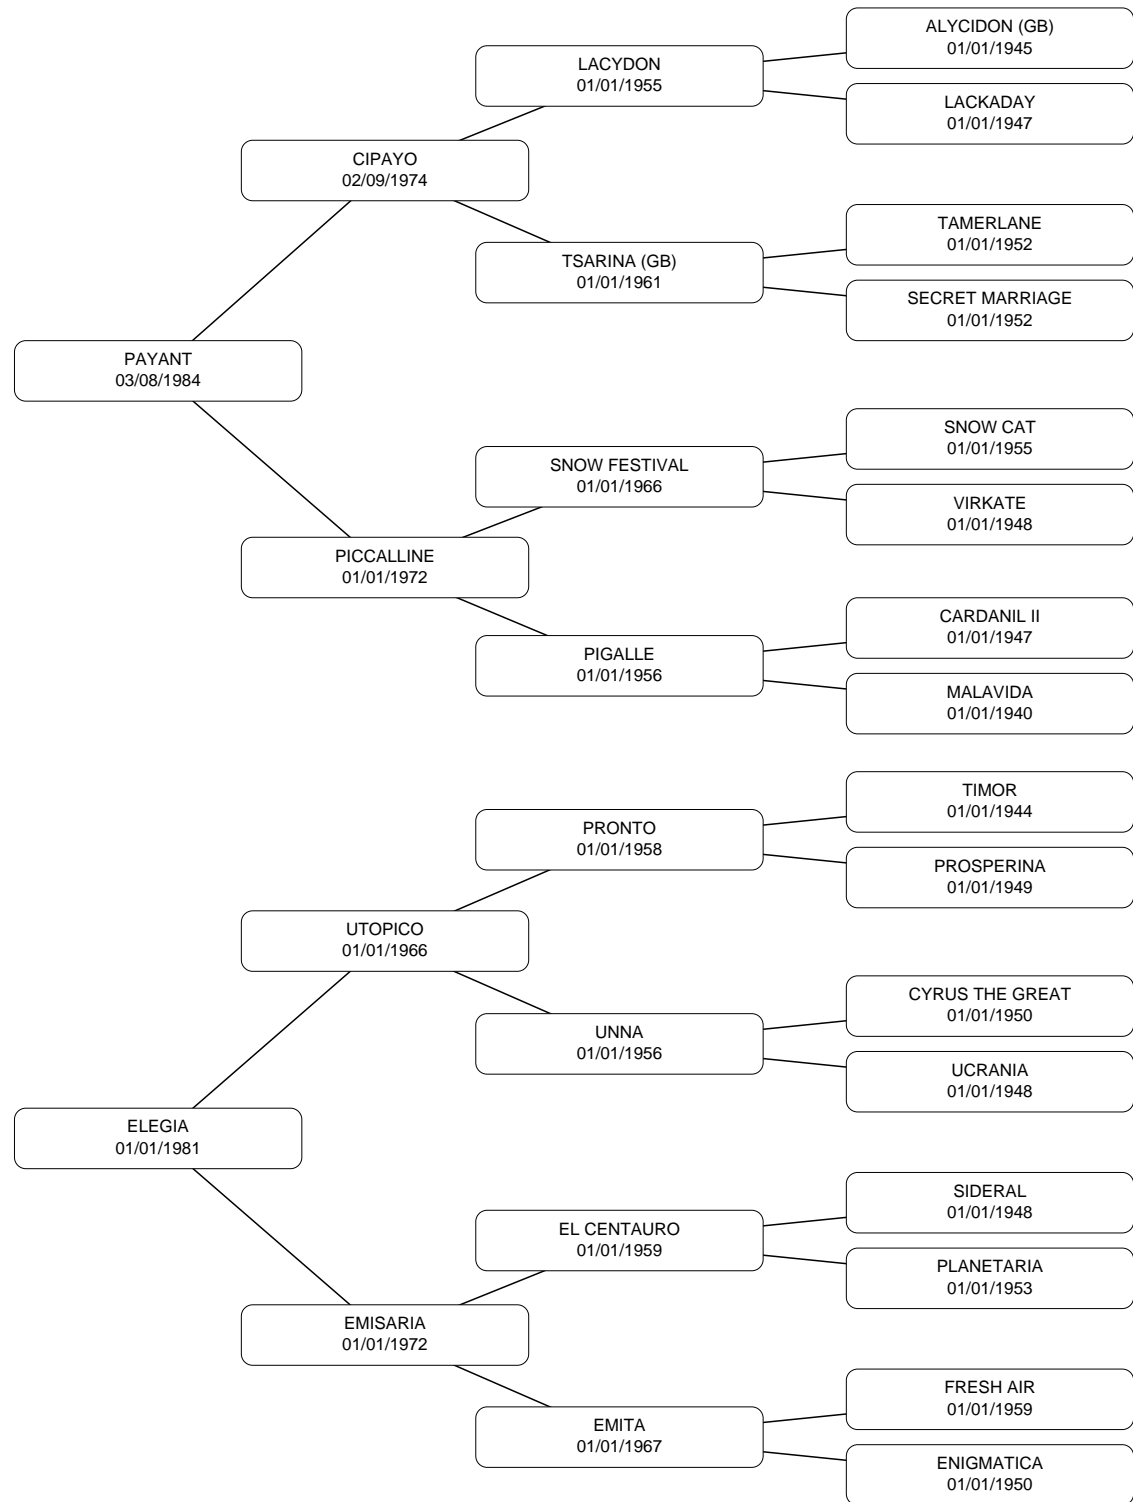 ALYCIDON (GB)
01/01/1945
LACYDON
01/01/1955
LACKADAY
01/01/1947
CIPAYO
02/09/1974
TAMERLANE
01/01/1952
TSARINA (GB)
01/01/1961
SECRET MARRIAGE
01/01/1952
PAYANT
03/08/1984
SNOW CAT
01/01/1955
SNOW FESTIVAL
01/01/1966
VIRKATE
01/01/1948
PICCALLINE
01/01/1972
CARDANIL II
01/01/1947
PIGALLE
01/01/1956
MALAVIDA
01/01/1940
TIMOR
01/01/1944
PRONTO
01/01/1958
PROSPERINA
01/01/1949
UTOPICO
01/01/1966
CYRUS THE GREAT
01/01/1950
UNNA
01/01/1956
UCRANIA
01/01/1948
ELEGIA
01/01/1981
SIDERAL
01/01/1948
EL CENTAURO
01/01/1959
PLANETARIA
01/01/1953
EMISARIA
01/01/1972
FRESH AIR
01/01/1959
EMITA
01/01/1967
ENIGMATICA
01/01/1950